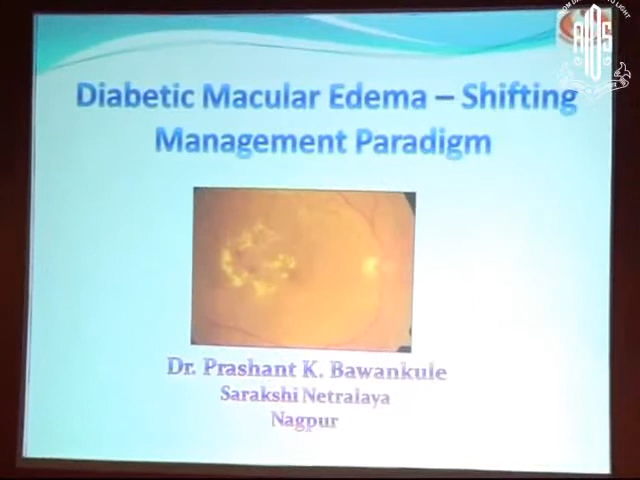 Diabetic Macular Edema – Shifting
Management Paradigm
Dr. Prashant K. Bawankule
Sarakshi Netralaya
Nagpur